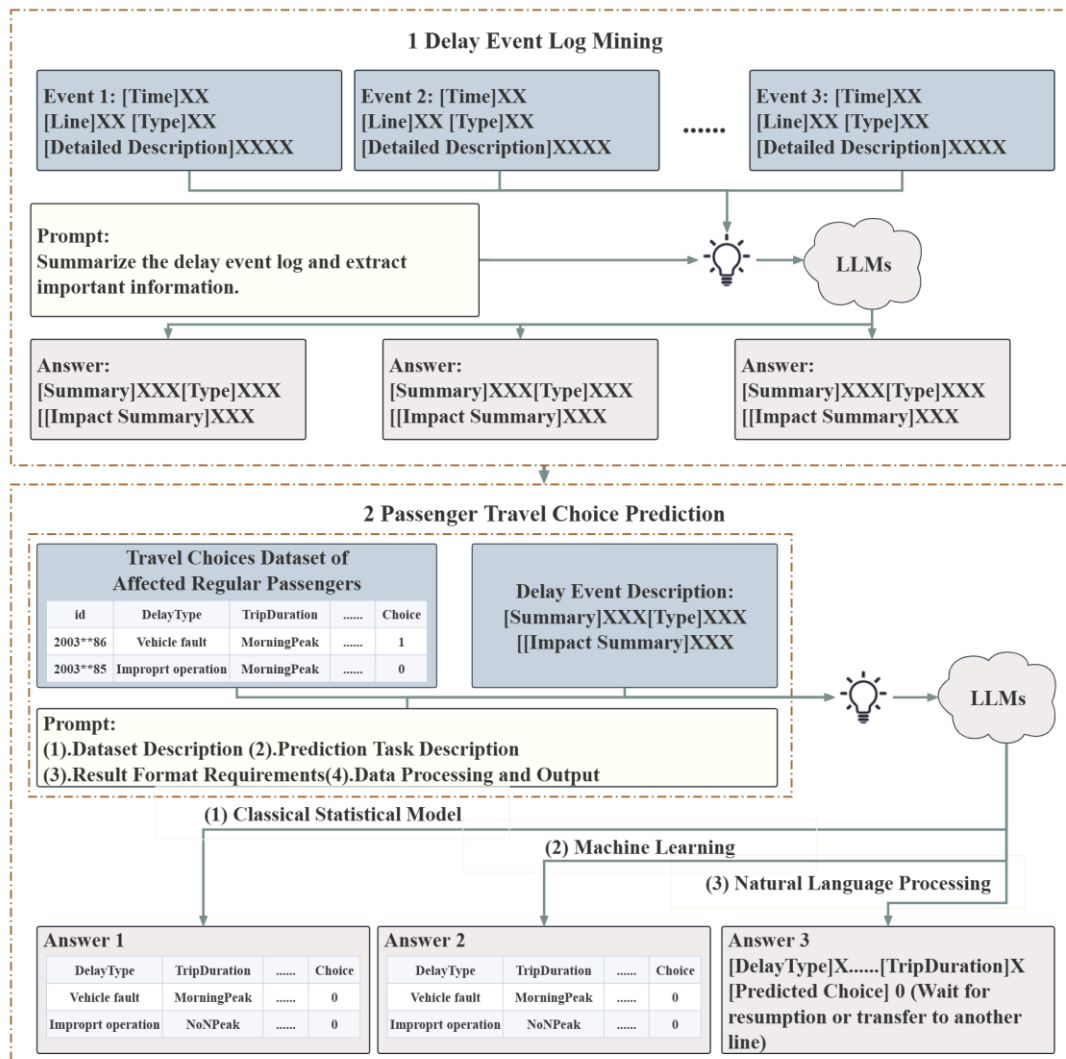 1 Delay Event Log Mining
Event 1: [Time]XX
[Line]XX [Type]XX
[Detailed Description]XXXX
Event 2: [Time]XX
[Line]XX [Type]XX
[Detailed Description]XXXX
......
Event 3: [Time]XX
[Line]XX [Type]XX
[Detailed Description]XXXX
Prompt:
Summarize the delay event log and extract
important information.
LLMs
Answer:
[Summary]XXX[Type]XXX
[[Impact Summary]XXX
Answer:
[Summary]XXX[Type]XXX
[[Impact Summary]XXX
Answer:
[Summary]XXX[Type]XXX
[[Impact Summary]XXX
2 Passenger Travel Choice Prediction
Travel Choices Dataset of
Affected Regular Passengers
id DelayType TripDuration ...... Choice
2003**86 Vehicle fault MorningPeak ...... 1
2003**85 Improprt operation MorningPeak ...... 0
Delay Event Description:
[Summary]XXX[Type]XXX
[[Impact Summary]XXX
LLMs
Prompt:
(1).Dataset Description (2).Prediction Task Description
(3).Result Format Requirements(4).Data Processing and Output
(1) Classical Statistical Model
(2) Machine Learning
(3) Natural Language Processing
Answer 1
DelayType TripDuration ...... Choice
Vehicle fault MorningPeak ...... 0
Improprt operation NoNPeak ...... 0
Answer 2
DelayType TripDuration ...... Choice
Vehicle fault MorningPeak ...... 0
Improprt operation NoNPeak ...... 0
Answer 3
[DelayType]X......[TripDuration]X
[Predicted Choice] 0 (Wait for
resumption or transfer to another
line)